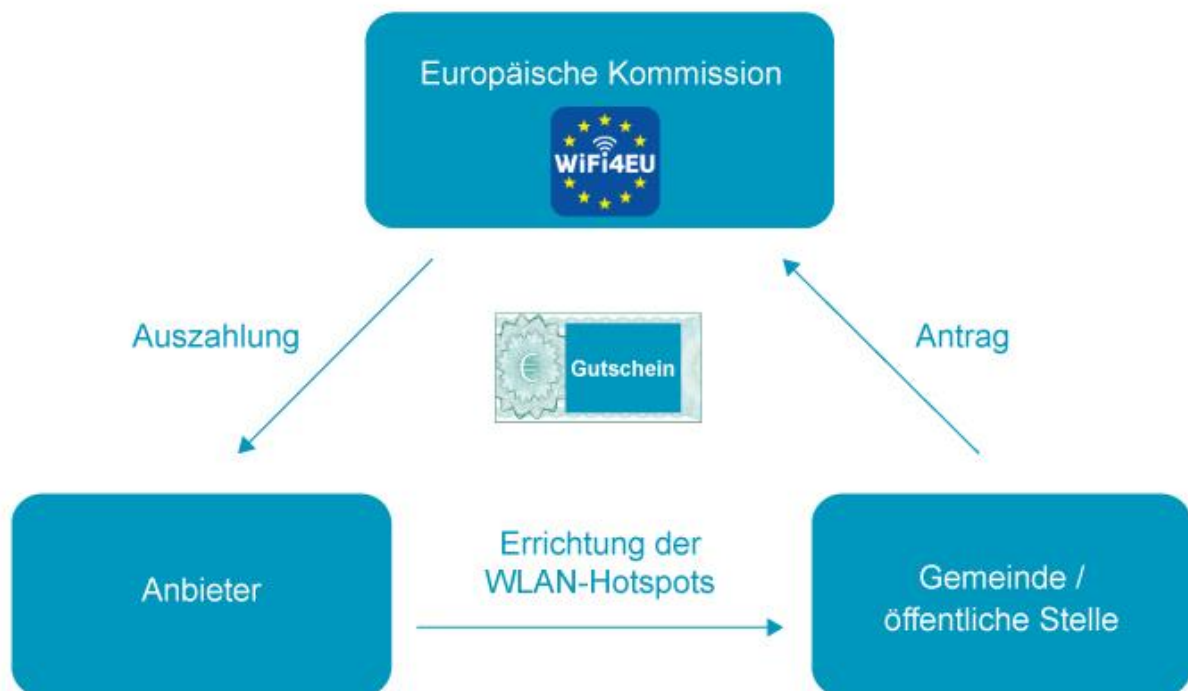 Europäische Kommission
WiFi4EU
Auszahlung
Gutschein
€
Antrag
Anbieter
Errichtung der
WLAN-Hotspots
Gemeinde /
öffentliche Stelle